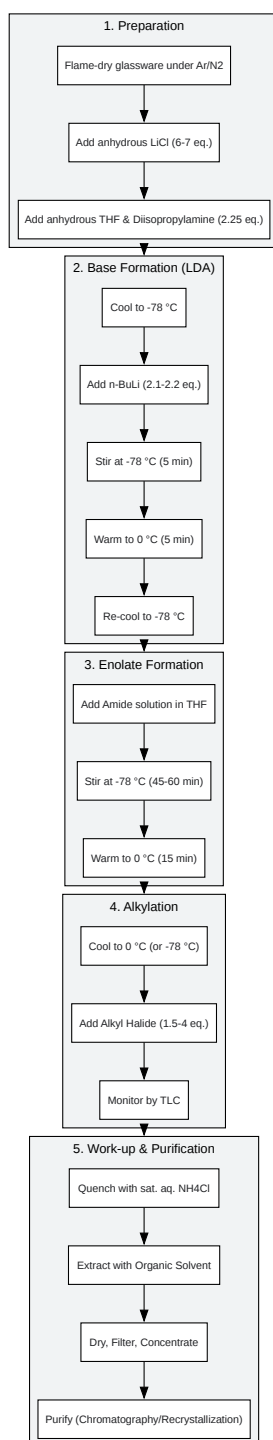 1. Preparation
Flame-dry glassware under Ar/N2
Add anhydrous LiCl (6-7 eq.)
Add anhydrous THF & Diisopropylamine (2.25 eq.)
2. Base Formation (LDA)
Cool to -78 °C
Add n-BuLi (2.1-2.2 eq.)
Stir at -78 °C (5 min)
Warm to 0 °C (5 min)
Re-cool to -78 °C
3. Enolate Formation
Add Amide solution in THF
Stir at -78 °C (45-60 min)
Warm to 0 °C (15 min)
4. Alkylation
Cool to 0 °C (or -78 °C)
Add Alkyl Halide (1.5-4 eq.)
Monitor by TLC
5. Work-up & Purification
Quench with sat. aq. NH4Cl
Extract with Organic Solvent
Dry, Filter, Concentrate
Purify (Chromatography/Recrystallization)